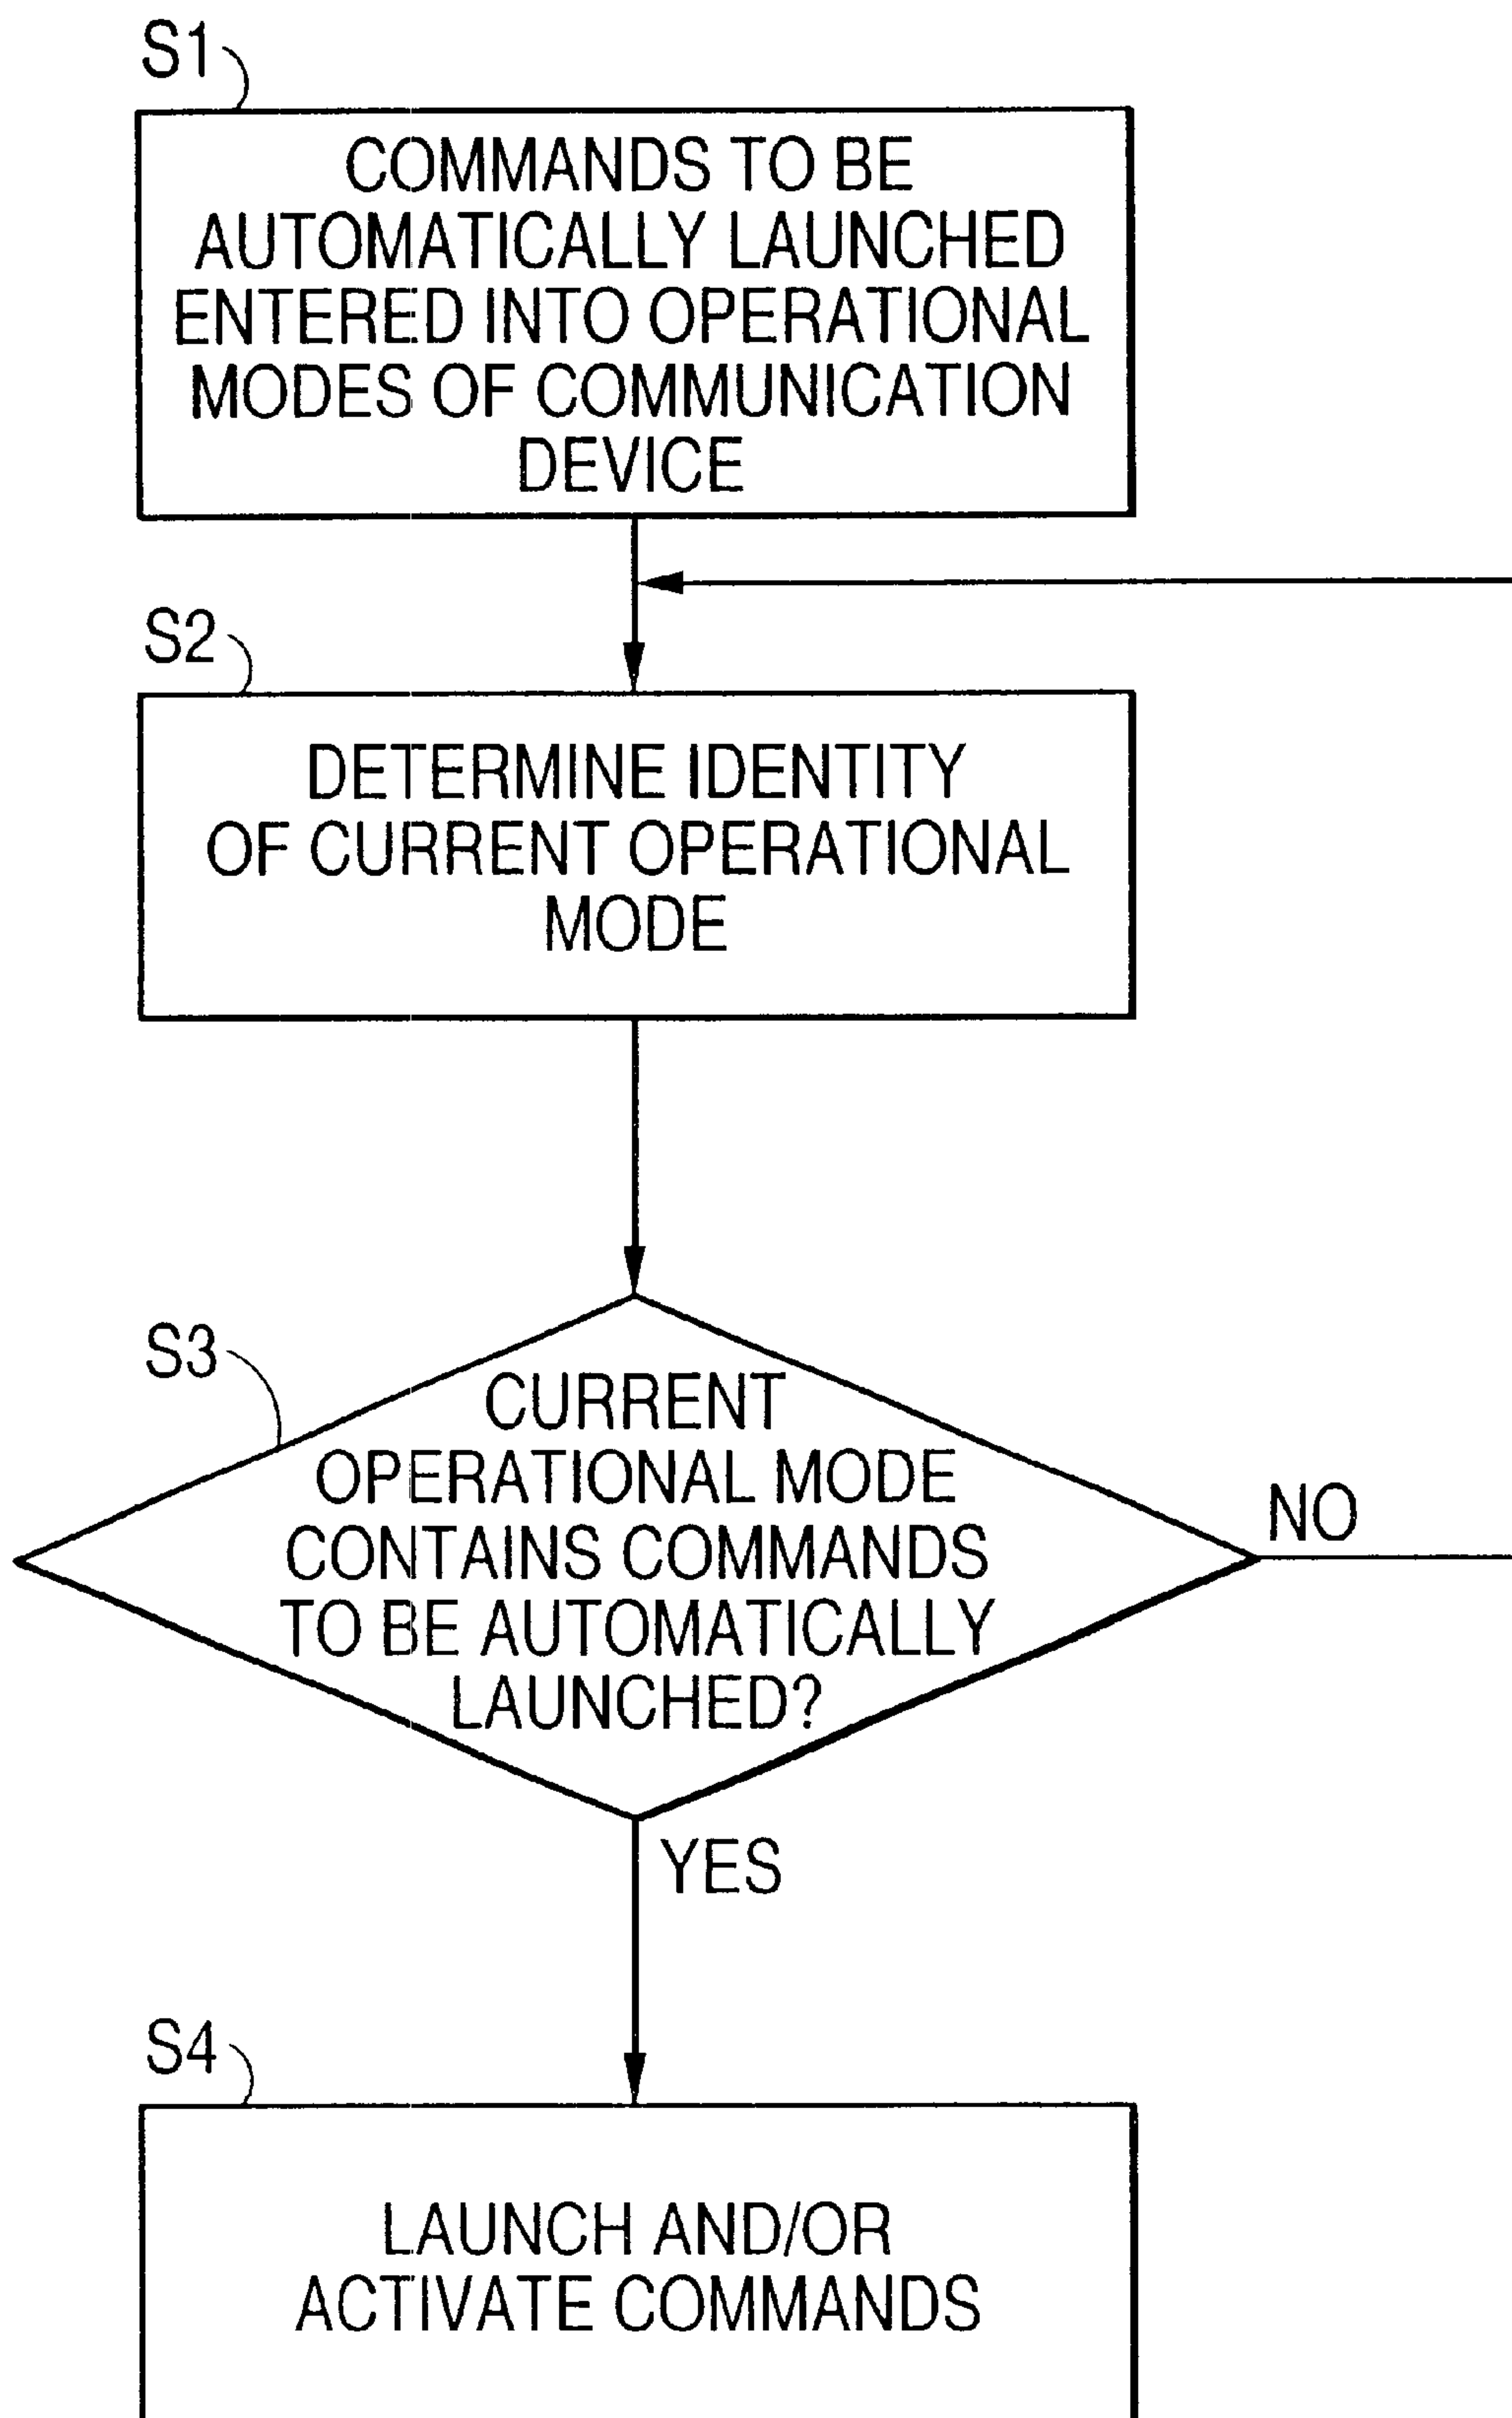 S1
COMMANDS TO BE
AUTOMATICALLY LAUNCHED
ENTERED INTO OPERATIONAL
MODES OF COMMUNICATION
DEVICE
S2
DETERMINE IDENTITY
OF CURRENT OPERATIONAL
MODE
S3
CURRENT
OPERATIONAL MODE
CONTAINS COMMANDS
TO BE AUTOMATICALLY
LAUNCHED?
NO
YES
S4
LAUNCH AND/OR
ACTIVATE COMMANDS